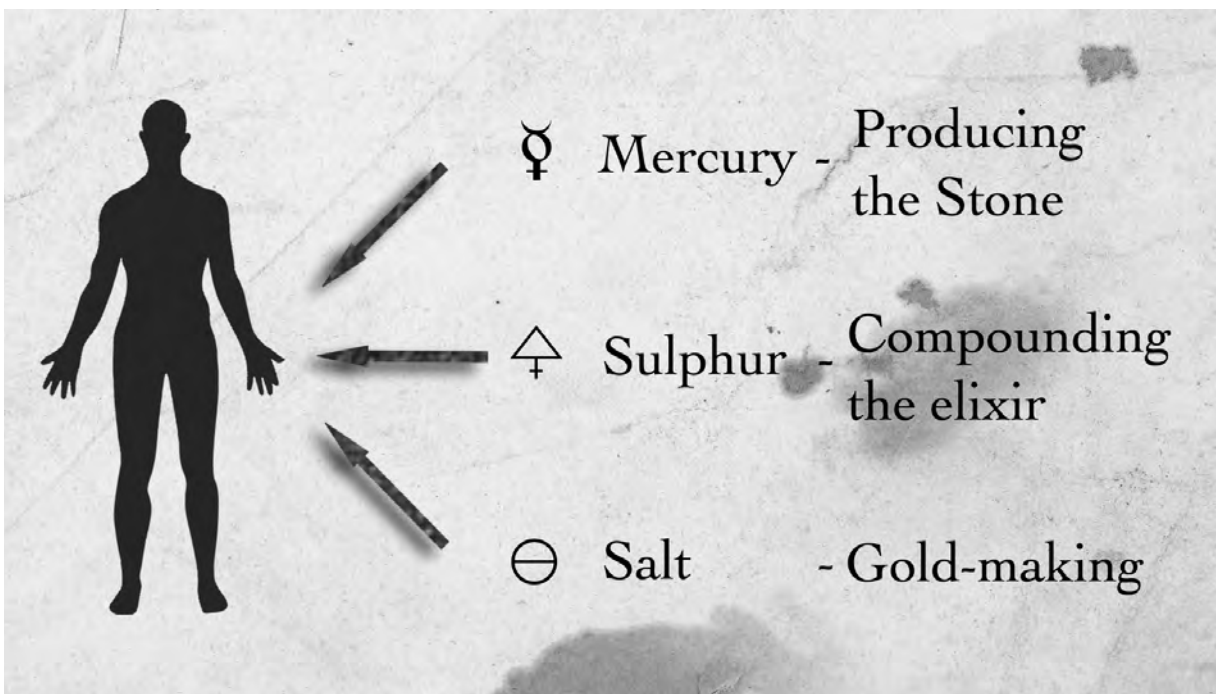 ☿ Mercury - Producing
the Stone
🜍 Sulphur - Compounding
the elixir
🜔 Salt - Gold-making